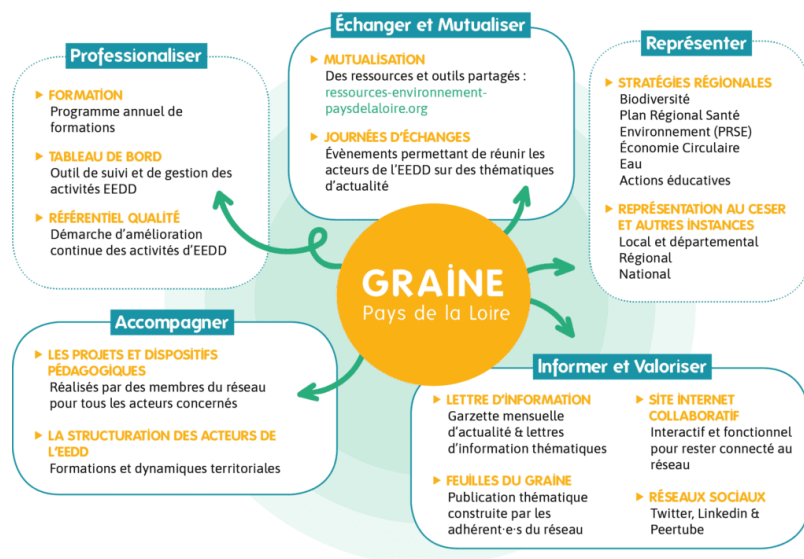 Professionaliser
FORMATION
Programme annuel de
formations
TABLEAU DE BORD
Outil de suivi et de gestion des
activités EEDD
RÉFÉRENTIEL QUALITÉ
Démarche d'amélioration
continue des activités d'EEDD
Échanger et Mutualiser
MUTUALISATION
Des ressources et outils partagés :
ressources-environnement-
paysdelaloire.org
JOURNÉES D'ÉCHANGES
Évènements permettant de réunir les
acteurs de l'EEDD sur des thématiques
d'actualité
Représenter
STRATÉGIES RÉGIONALES
Biodiversité
Plan Régional Santé
Environnement (PRSE)
Économie Circulaire
Eau
Actions éducatives
REPRÉSENTATION AU CESER
ET AUTRES INSTANCES
Local et départemental
Régional
National
GRAINE
Pays de la Loire
Accompagner
LES PROJETS ET DISPOSITIFS
PÉDAGOGIQUES
Réalisés par des membres du réseau
pour tous les acteurs concernés
LA STRUCTURATION DES ACTEURS DE
L'EEDD
Formations et dynamiques territoriales
Informer et Valoriser
LETTRE D'INFORMATION
Garzette mensuelle
d'actualité & lettres
d'information thématiques
FEUILLES DU GRAINE
Publication thématique
construite par les
adhérent·e·s du réseau
SITE INTERNET
COLLABORATIF
Interactif et fonctionnel
pour rester connecté au
réseau
RÉSEAUX SOCIAUX
Twitter, Linkedin &
Peertube